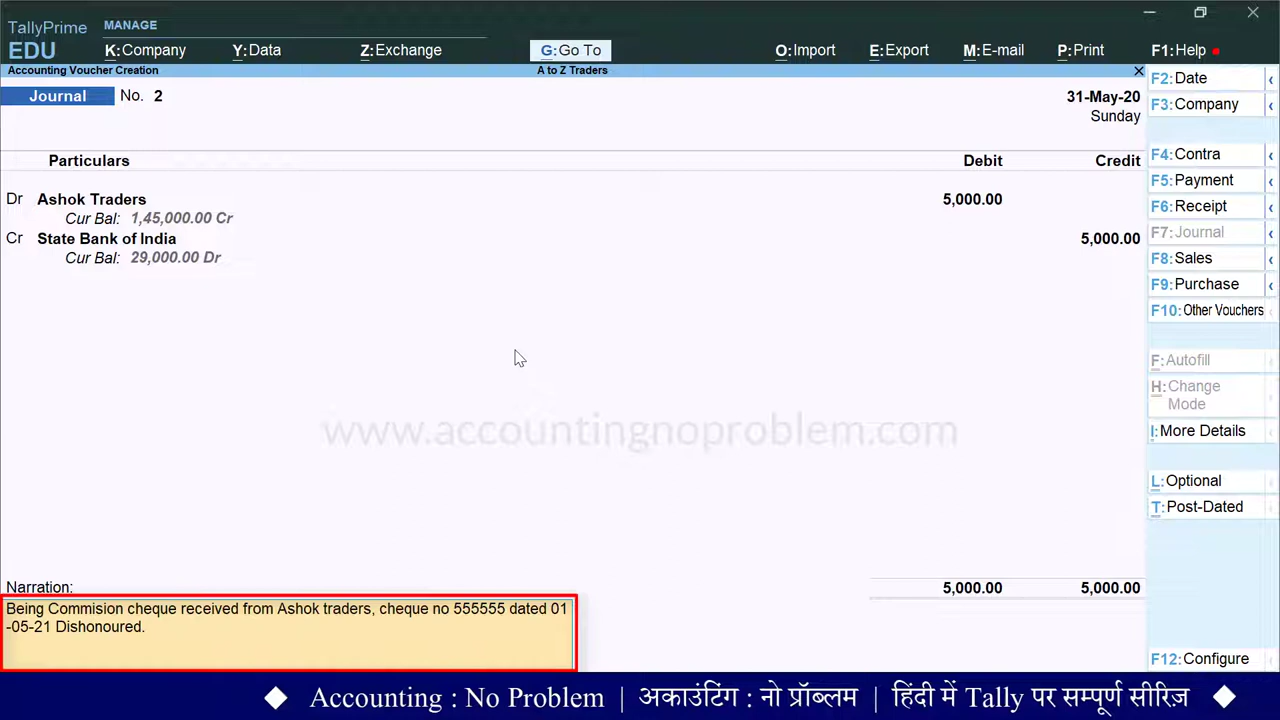 TallyPrime MANAGE
EDU K:Company Y:Data Z:Exchange G:Go To O:Import E:Export M:E-mail P:Print F1:Help
Accounting Voucher Creation A to Z Traders
Journal No. 2 31-May-20
Sunday
Particulars Debit Credit
Dr Ashok Traders 5,000.00
Cur Bal: 1,45,000.00 Cr
Cr State Bank of India 5,000.00
Cur Bal: 29,000.00 Dr
www.accountingnoproblem.com
Narration: 5,000.00 5,000.00
Being Commision cheque received from Ashok traders, cheque no 555555 dated 01
-05-21 Dishonoured.
F2:Date
F3:Company
F4:Contra
F5:Payment
F6:Receipt
F7:Journal
F8:Sales
F9:Purchase
F10:Other Vouchers
F:Autofill
H:Change
Mode
I:More Details
L:Optional
T:Post-Dated
F12:Configure
Accounting : No Problem | अकाउंटिंग : नो प्रॉब्लम | हिंदी में Tally पर सम्पूर्ण सीरिज़